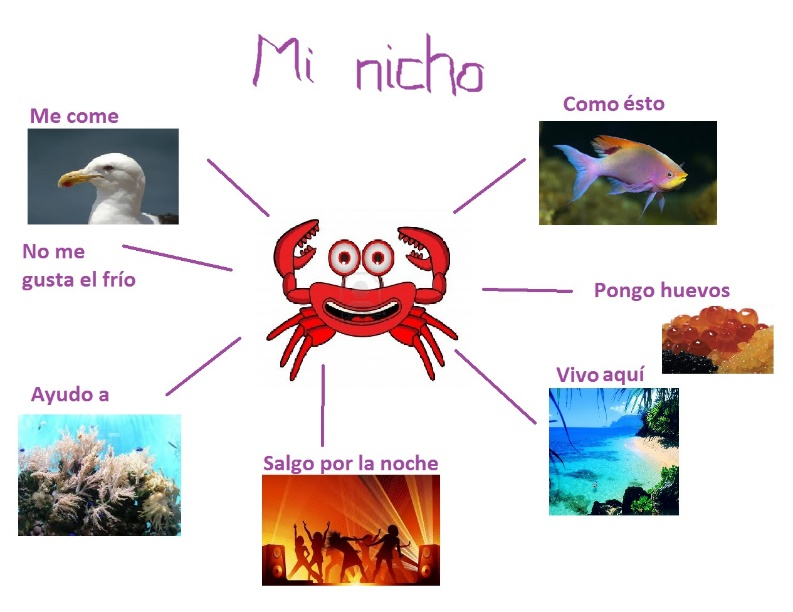 Mi nicho
Me come
Como ésto
No me
gusta el frío
Pongo huevos
Ayudo a
Vivo aquí
Salgo por la noche